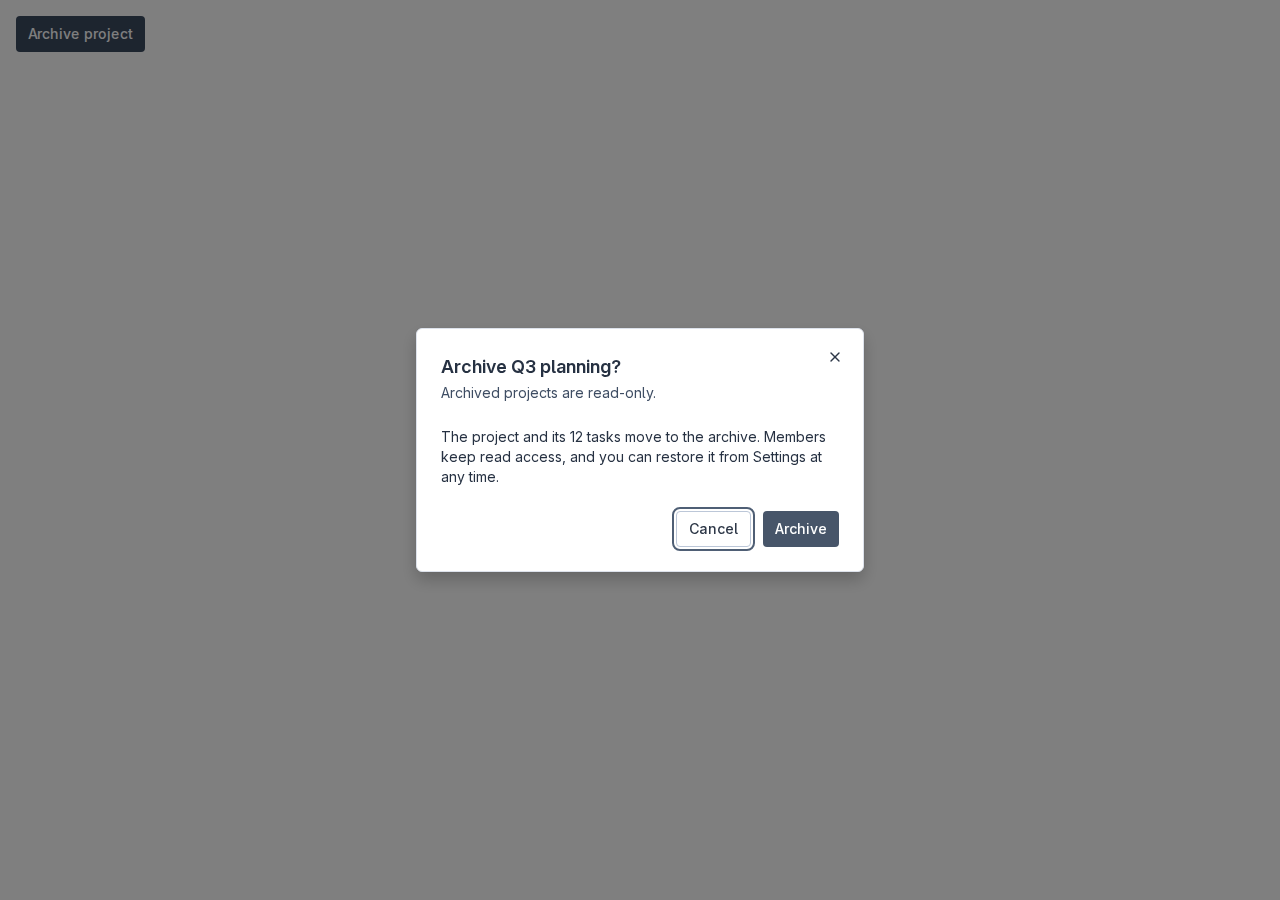 Archive project
Archive Q3 planning?
Archived projects are read-only.
The project and its 12 tasks move to the archive. Members
keep read access, and you can restore it from Settings at
any time.
Cancel
Archive